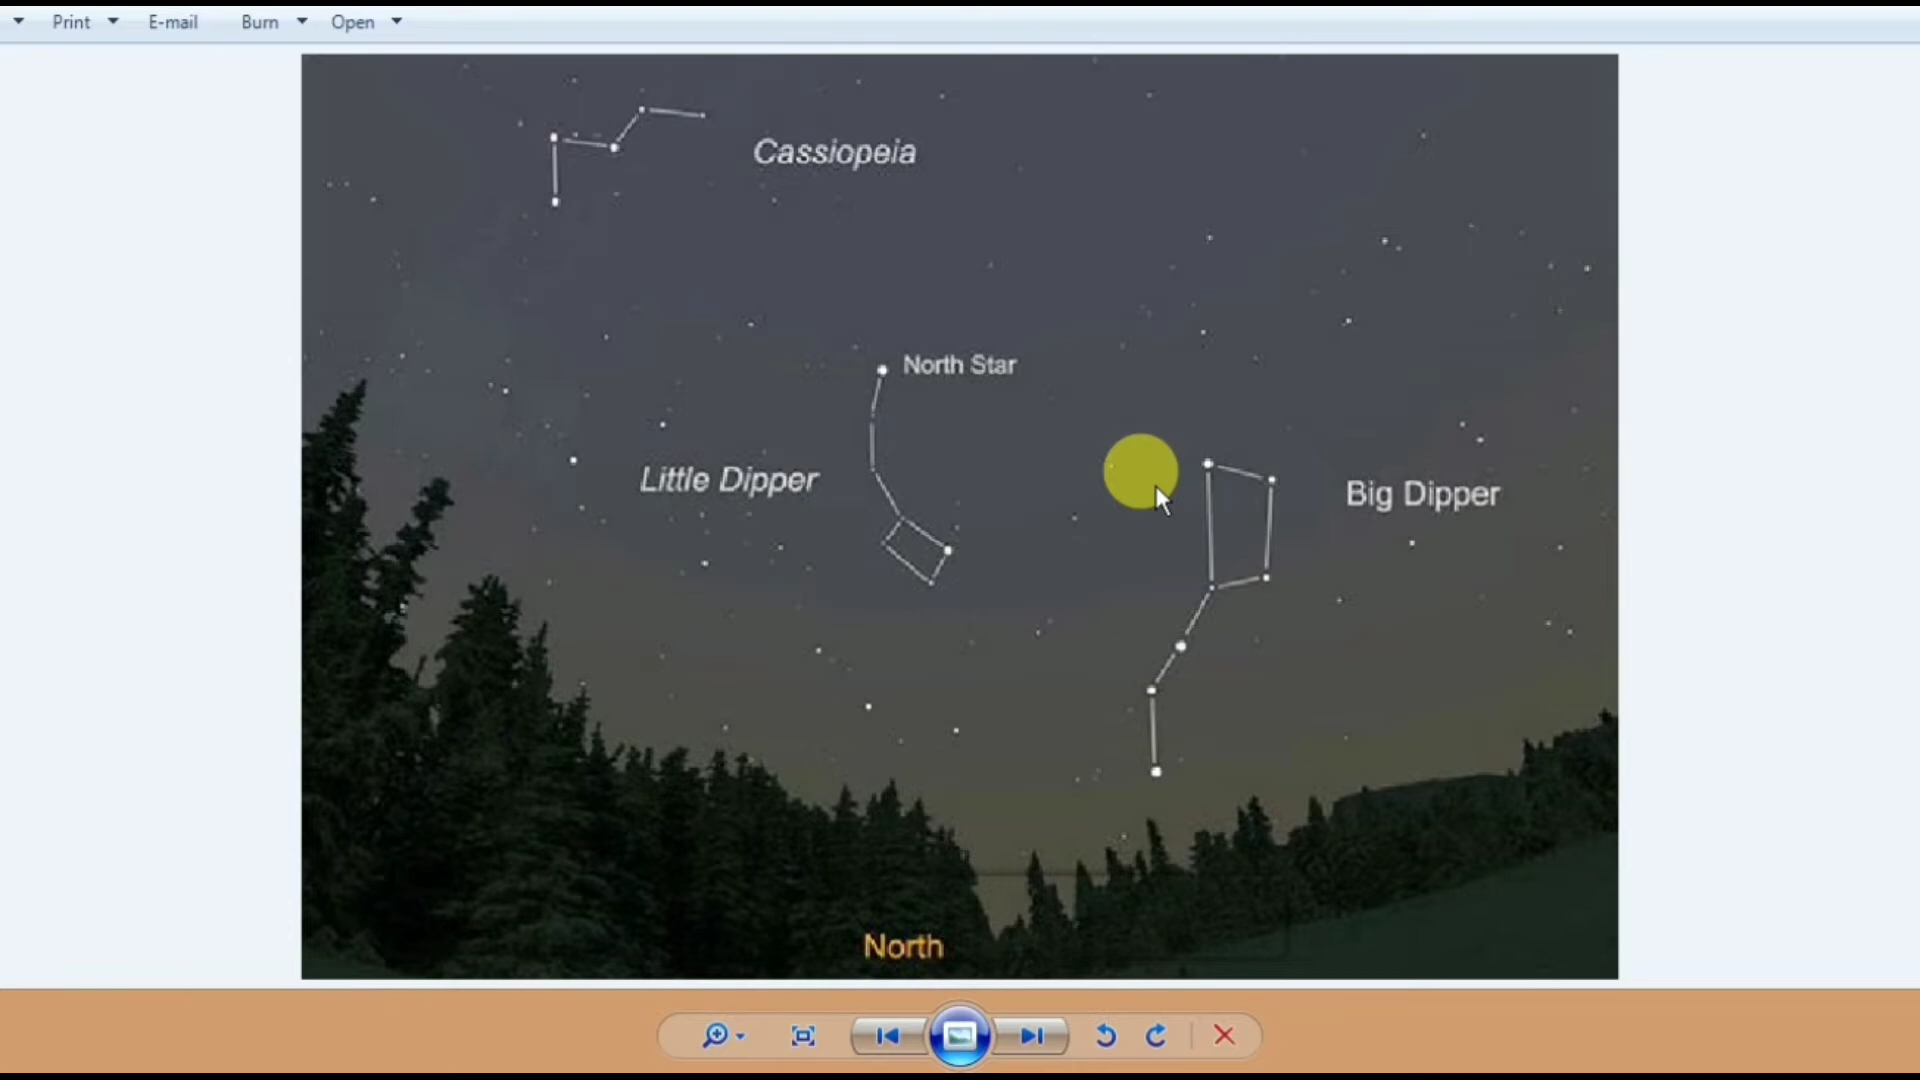 Print E-mail Burn Open
Cassiopeia
North Star
Little Dipper
Big Dipper
North